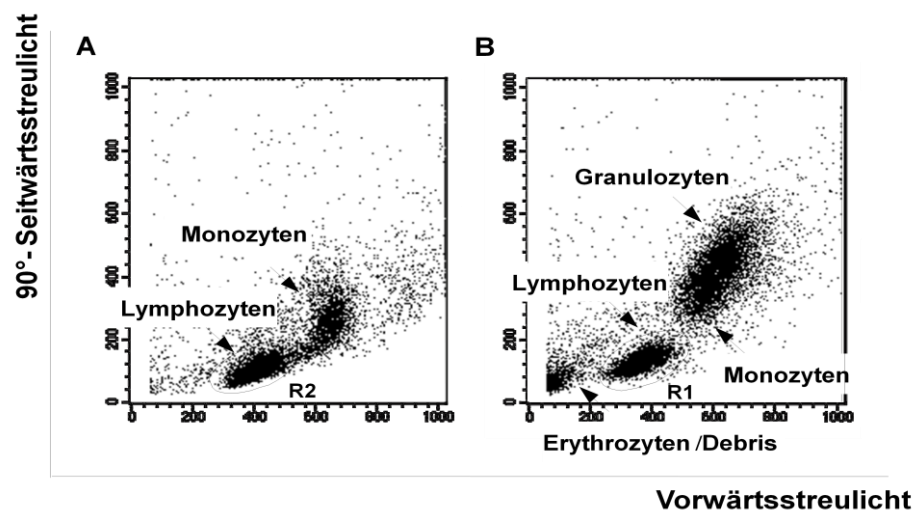 A
B
90°-Seitwärtsstreulicht
1000
800
600
400
200
0
Monozyten
Lymphozyten
R2
0 200 400 600 800 1000
1000
800
600
400
200
0
Granulozyten
Lymphozyten
Monozyten
R1
0 200 400 600 800 1000
Erythrozyten /Debris
Vorwärtsstreulicht